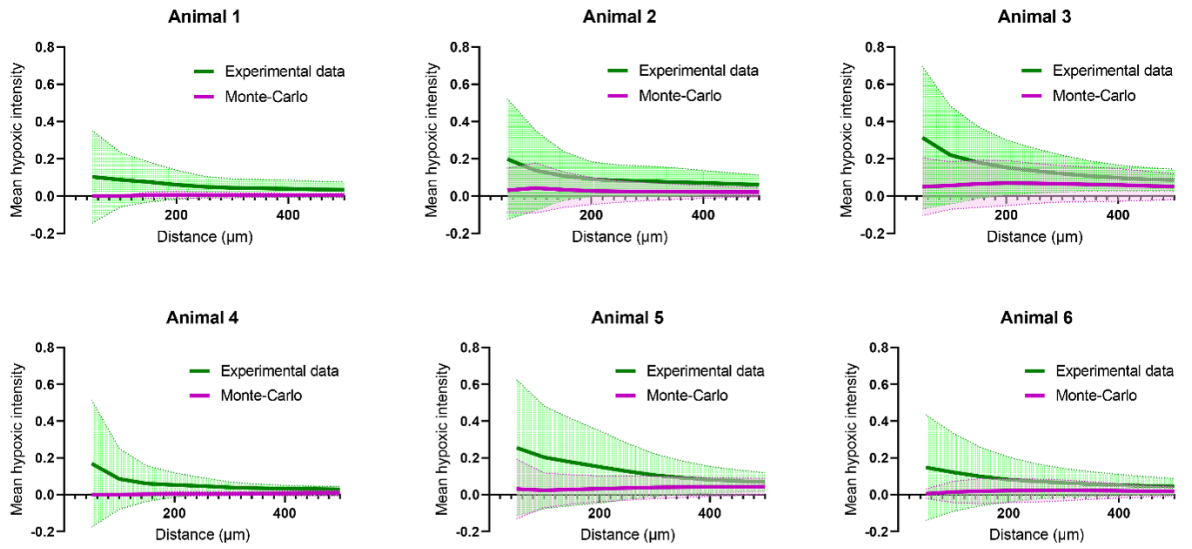 Animal 1
Mean hypoxic intensity
0.8
0.6
0.4
0.2
0.0
-0.2
Experimental data
Monte-Carlo
200
400
Distance (µm)
Animal 2
Mean hypoxic intensity
0.8
0.6
0.4
0.2
0.0
-0.2
Experimental data
Monte-Carlo
200
400
Distance (µm)
Animal 3
Mean hypoxic intensity
0.8
0.6
0.4
0.2
0.0
-0.2
Experimental data
Monte-Carlo
200
400
Distance (µm)
Animal 4
Mean hypoxic intensity
0.8
0.6
0.4
0.2
0.0
-0.2
Experimental data
Monte-Carlo
200
400
Distance (µm)
Animal 5
Mean hypoxic intensity
0.8
0.6
0.4
0.2
0.0
-0.2
Experimental data
Monte-Carlo
200
400
Distance (µm)
Animal 6
Mean hypoxic intensity
0.8
0.6
0.4
0.2
0.0
-0.2
Experimental data
Monte-Carlo
200
400
Distance (µm)